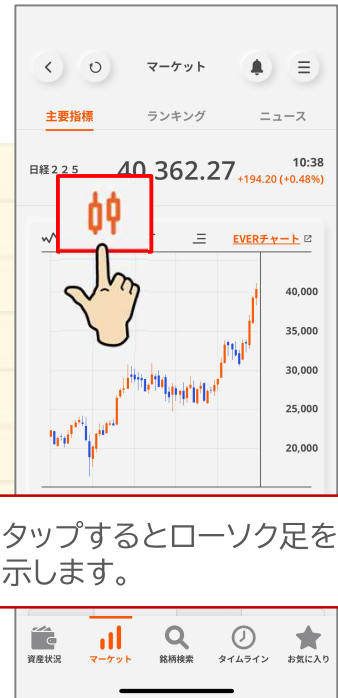 マーケット
主要指標 ランキング ニュース
日経225 40,362.27 10:38
+194.20 (+0.48%)
EVERチャート
40,000
35,000
30,000
25,000
20,000
タップするとローソク足を
示します。
資産状況 マーケット 銘柄検索 タイムライン お気に入り